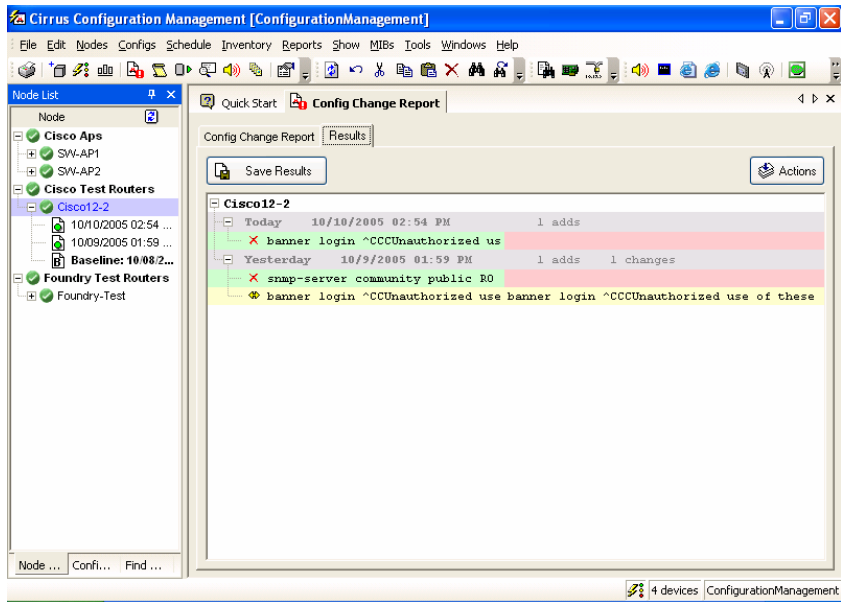 Cirrus Configuration Management [ConfigurationManagement]
File Edit Nodes Configs Schedule Inventory Reports Show MIBs Tools Windows Help
Node List
Node
Cisco Aps
SW-AP1
SW-AP2
Cisco Test Routers
Cisco12-2
10/10/2005 02:54 ...
10/09/2005 01:59 ...
Baseline: 10/08/2...
Foundry Test Routers
Foundry-Test
Node ... Confi... Find ...
Quick Start Config Change Report
Config Change Report Results
Save Results Actions
Cisco12-2
Today 10/10/2005 02:54 PM 1 adds
banner login ^CCCUnauthorized us
Yesterday 10/9/2005 01:59 PM 1 adds 1 changes
snmp-server community public RO
banner login ^CCUnauthorized use banner login ^CCCUnauthorized use of these
4 devices ConfigurationManagement